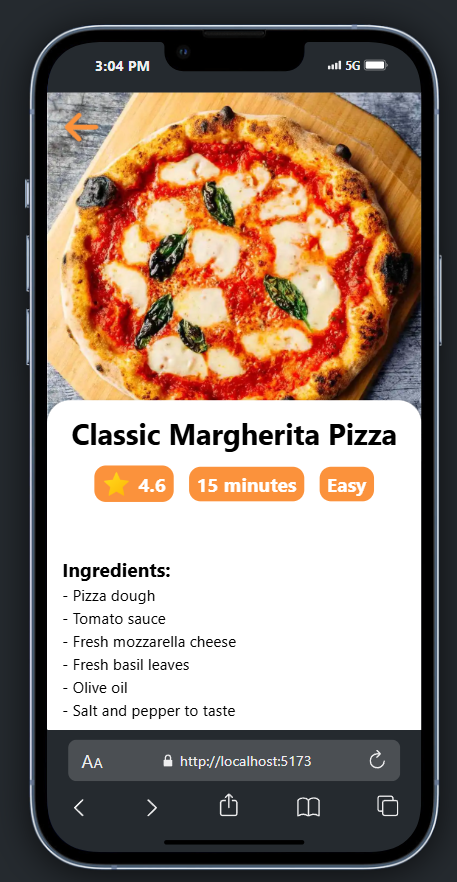 3:04 PM 5G
Classic Margherita Pizza
4.6 15 minutes Easy
Ingredients:
- Pizza dough
- Tomato sauce
- Fresh mozzarella cheese
- Fresh basil leaves
- Olive oil
- Salt and pepper to taste
AA http://localhost:5173